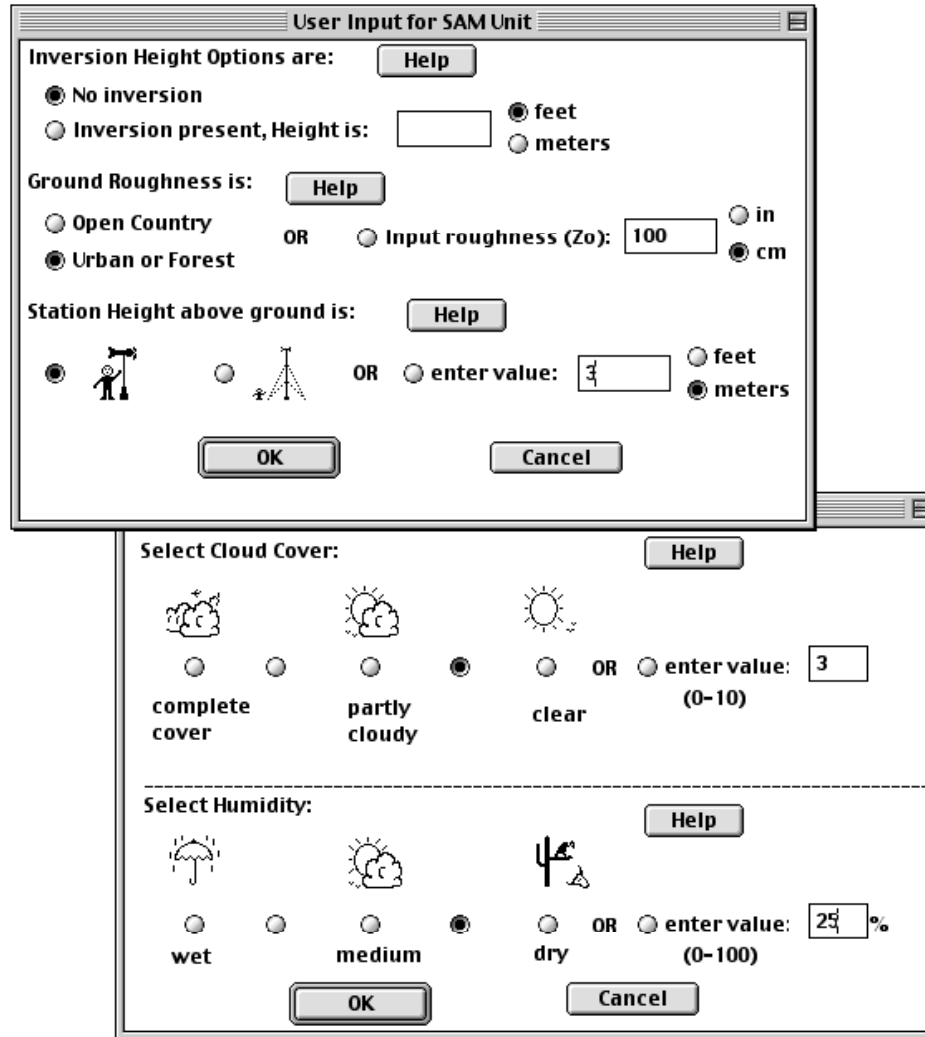 User Input for SAM Unit
Inversion Height Options are: Help
No inversion
Inversion present, Height is: feet
meters
Ground Roughness is: Help
Open Country
OR Input roughness (Zo): 100 in
Urban or Forest cm
Station Height above ground is: Help
OR enter value: 3 feet
meters
OK Cancel
Select Cloud Cover: Help
OR enter value: 3
complete cover partly cloudy clear (0-10)
Select Humidity: Help
OR enter value: 25 %
wet medium dry (0-100)
OK Cancel